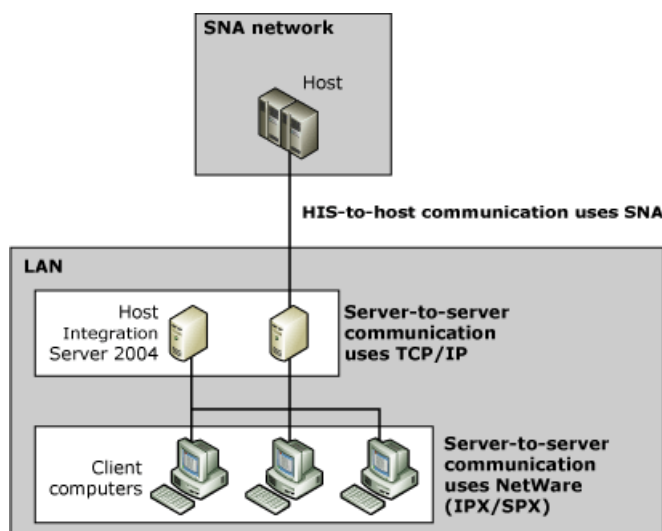 SNA network
Host
HIS-to-host communication uses SNA
LAN
Host
Integration
Server 2004
Server-to-server
communication
uses TCP/IP
Client
computers
Server-to-server
communication
uses NetWare
(IPX/SPX)